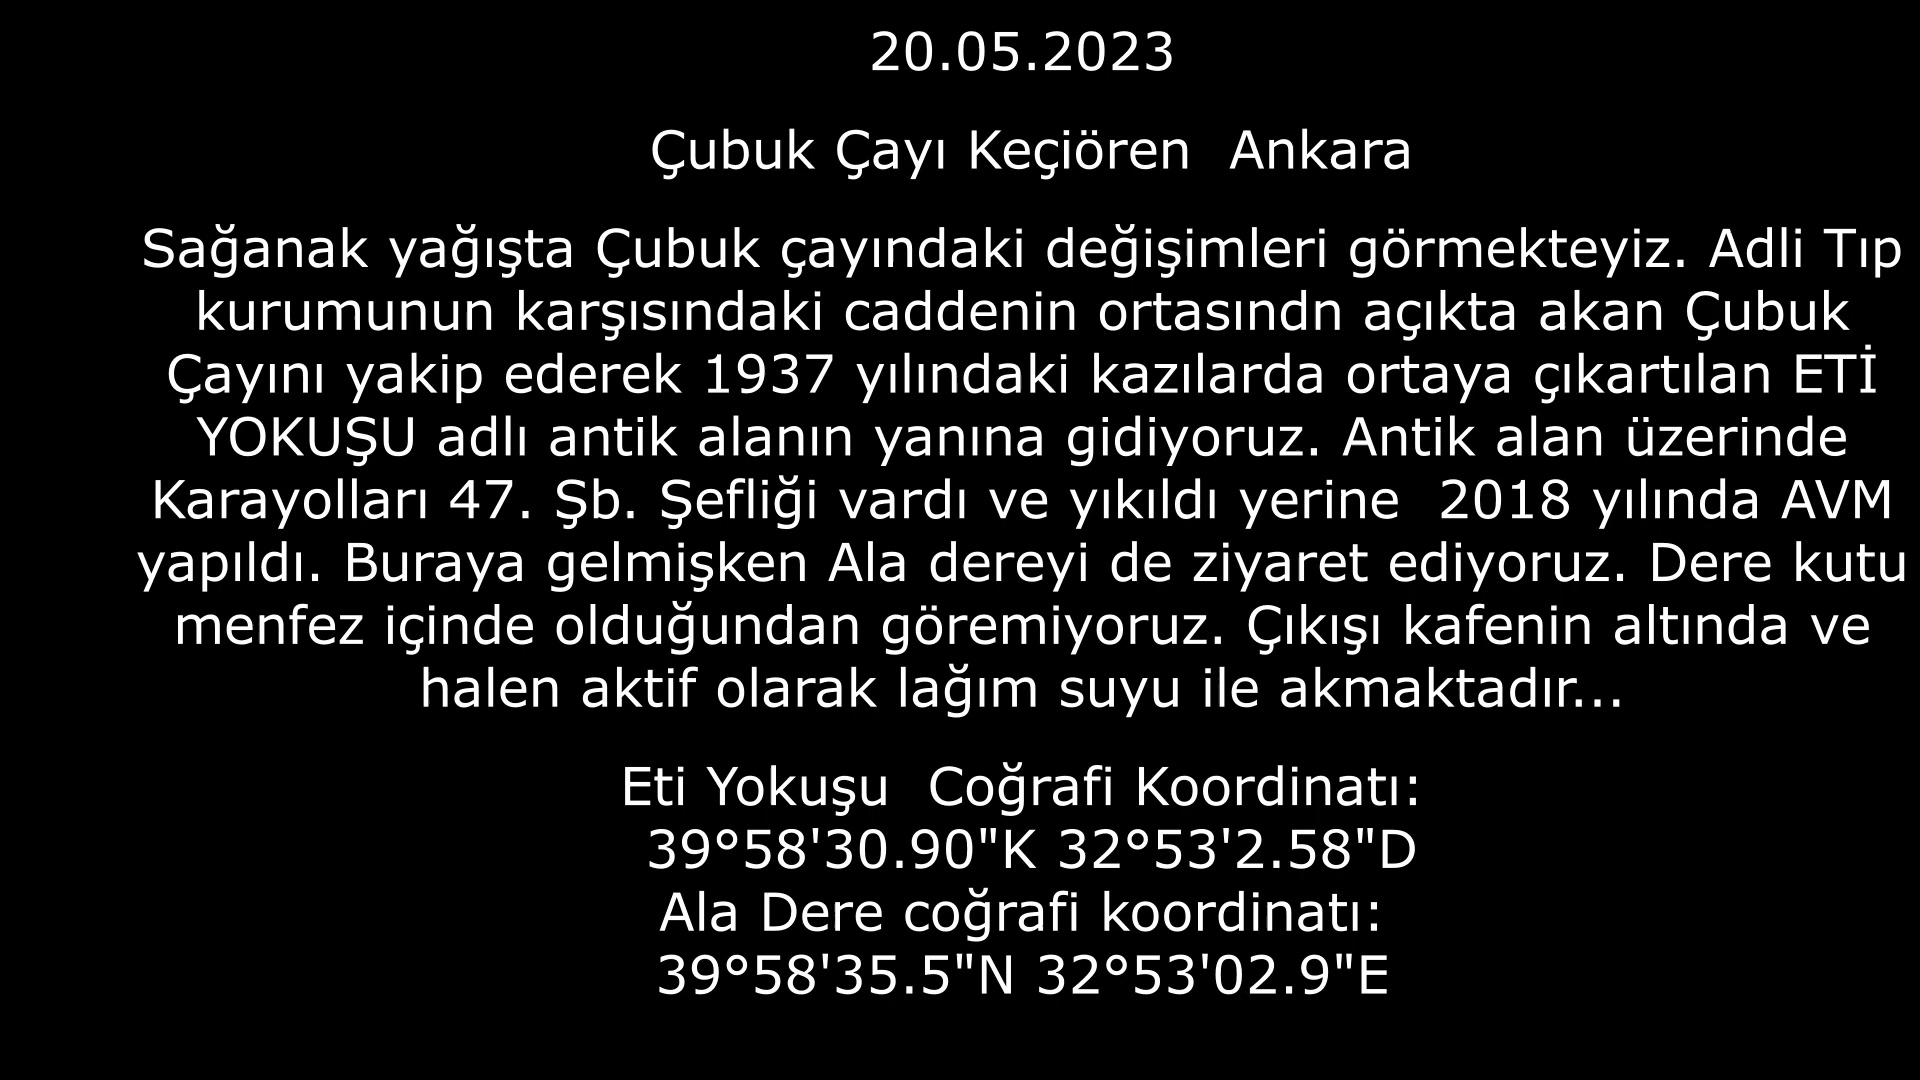 20.05.2023
Çubuk Çayı Keçiören  Ankara
Sağanak yağışta Çubuk çayındaki değişimleri görmekteyiz. Adli Tıp
kurumunun karşısındaki caddenin ortasındn açıkta akan Çubuk
Çayını yakip ederek 1937 yılındaki kazılarda ortaya çıkartılan ETİ
YOKUŞU adlı antik alanın yanına gidiyoruz. Antik alan üzerinde
Karayolları 47. Şb. Şefliği vardı ve yıkıldı yerine  2018 yılında AVM
yapıldı. Buraya gelmişken Ala dereyi de ziyaret ediyoruz. Dere kutu
menfez içinde olduğundan göremiyoruz. Çıkışı kafenin altında ve
halen aktif olarak lağım suyu ile akmaktadır...
Eti Yokuşu  Coğrafi Koordinatı:
39°58'30.90"K 32°53'2.58"D
Ala Dere coğrafi koordinatı:
39°58'35.5"N 32°53'02.9"E